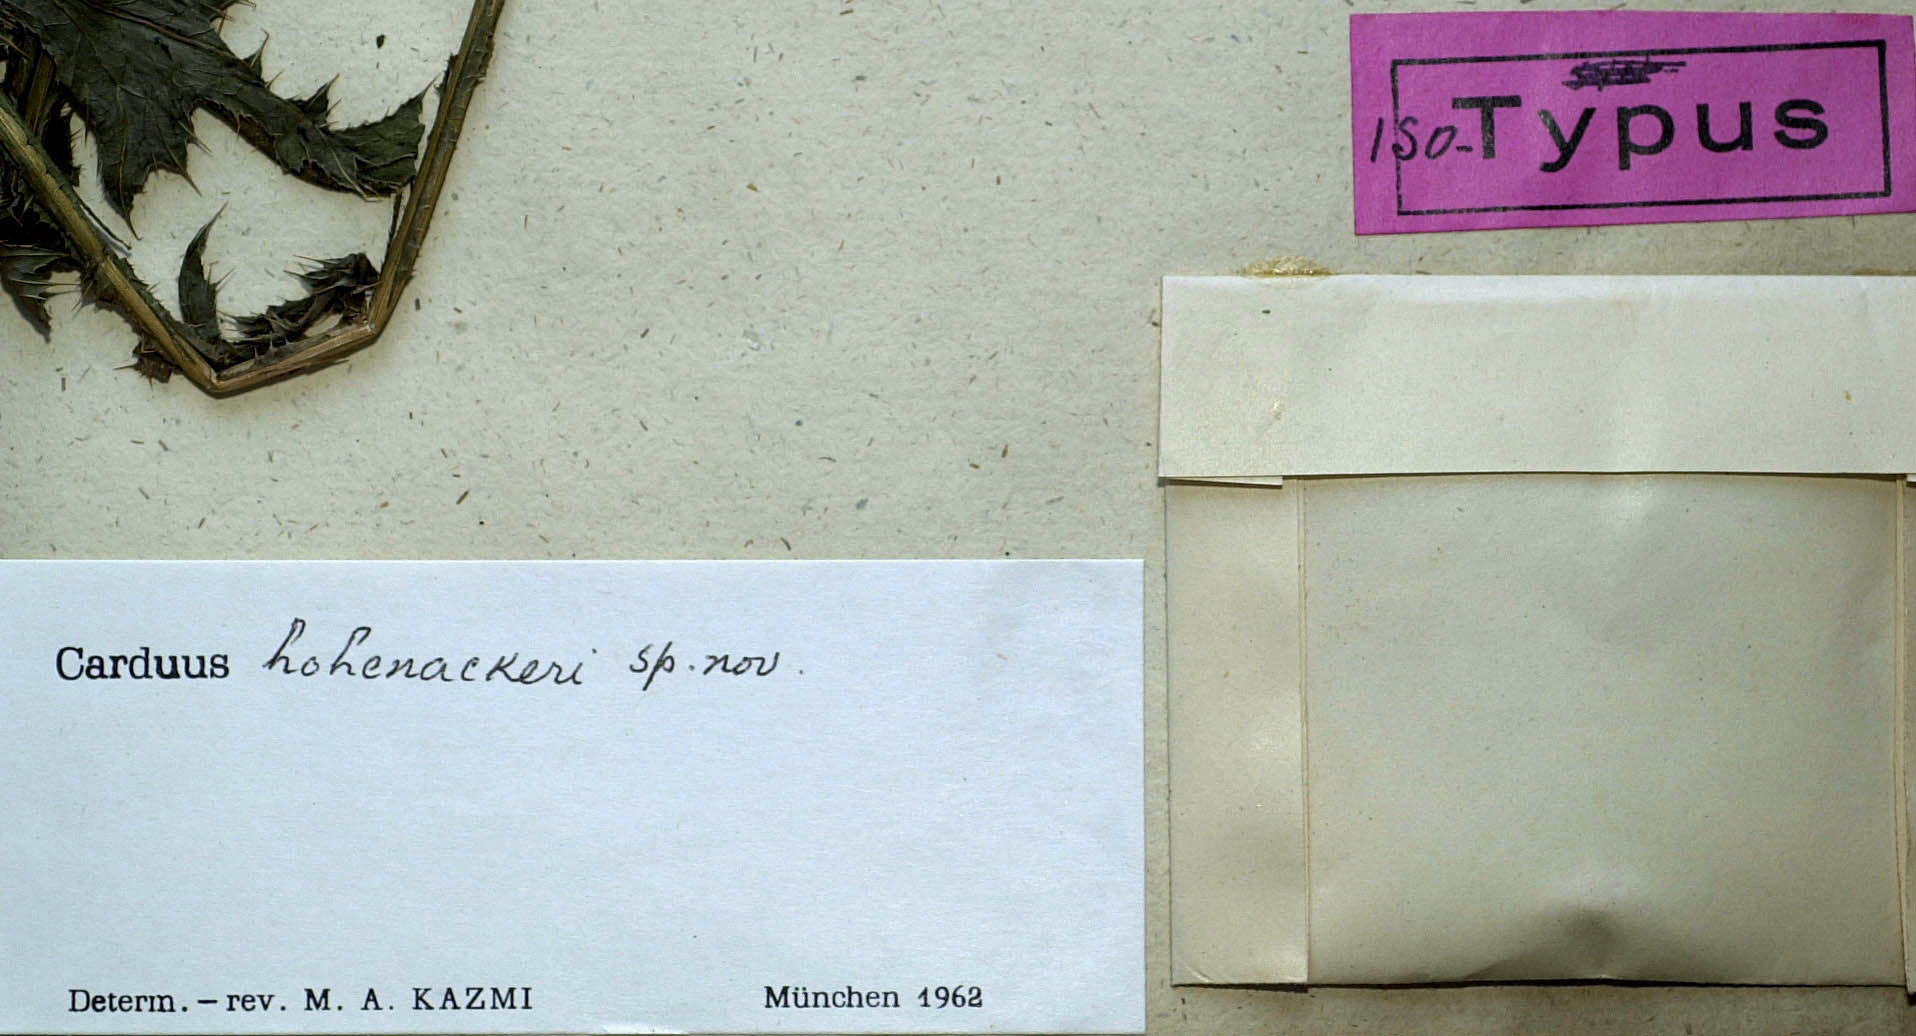 Iso-Typus
Carduus hohenackeri sp. nov.
Determ. – rev. M. A. KAZMI
München 1962